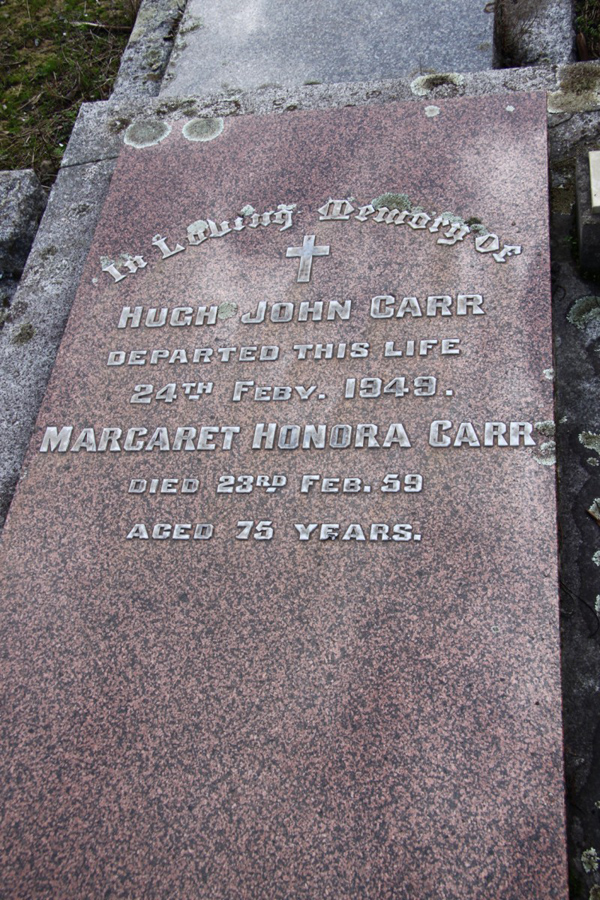 In Loving Memory of
HUGH JOHN CARR
DEPARTED THIS LIFE
24TH FEBY. 1949.
MARGARET HONORA CARR
DIED 23RD FEB. 59
AGED 75 YEARS.